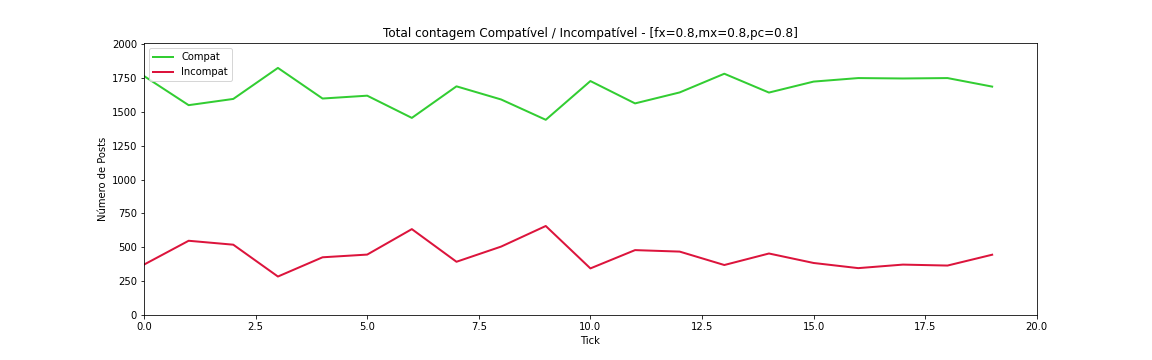 Total contagem Compatível / Incompatível - [fx=0.8,mx=0.8,pc=0.8]
Compat
Incompat
Número de Posts
2000
1750
1500
1250
1000
750
500
250
0
0.0 2.5 5.0 7.5 10.0 12.5 15.0 17.5 20.0
Tick